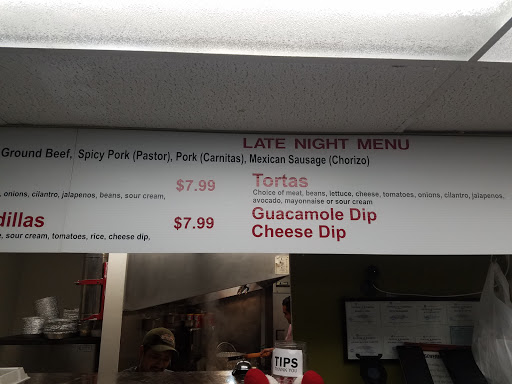 LATE NIGHT MENU
Ground Beef, Spicy Pork (Pastor), Pork (Carnitas), Mexican Sausage (Chorizo)
$7.99
, onions, cilantro, jalapenos, beans, sour cream,
dillas
$7.99
, sour cream, tomatoes, rice, cheese dip,
Tortas
Choice of meat, beans, lettuce, cheese, tomatoes, onions, cilantro, jalapenos,
avocado, mayonnaise or sour cream
Guacamole Dip
Cheese Dip
TIPS
THANK YOU